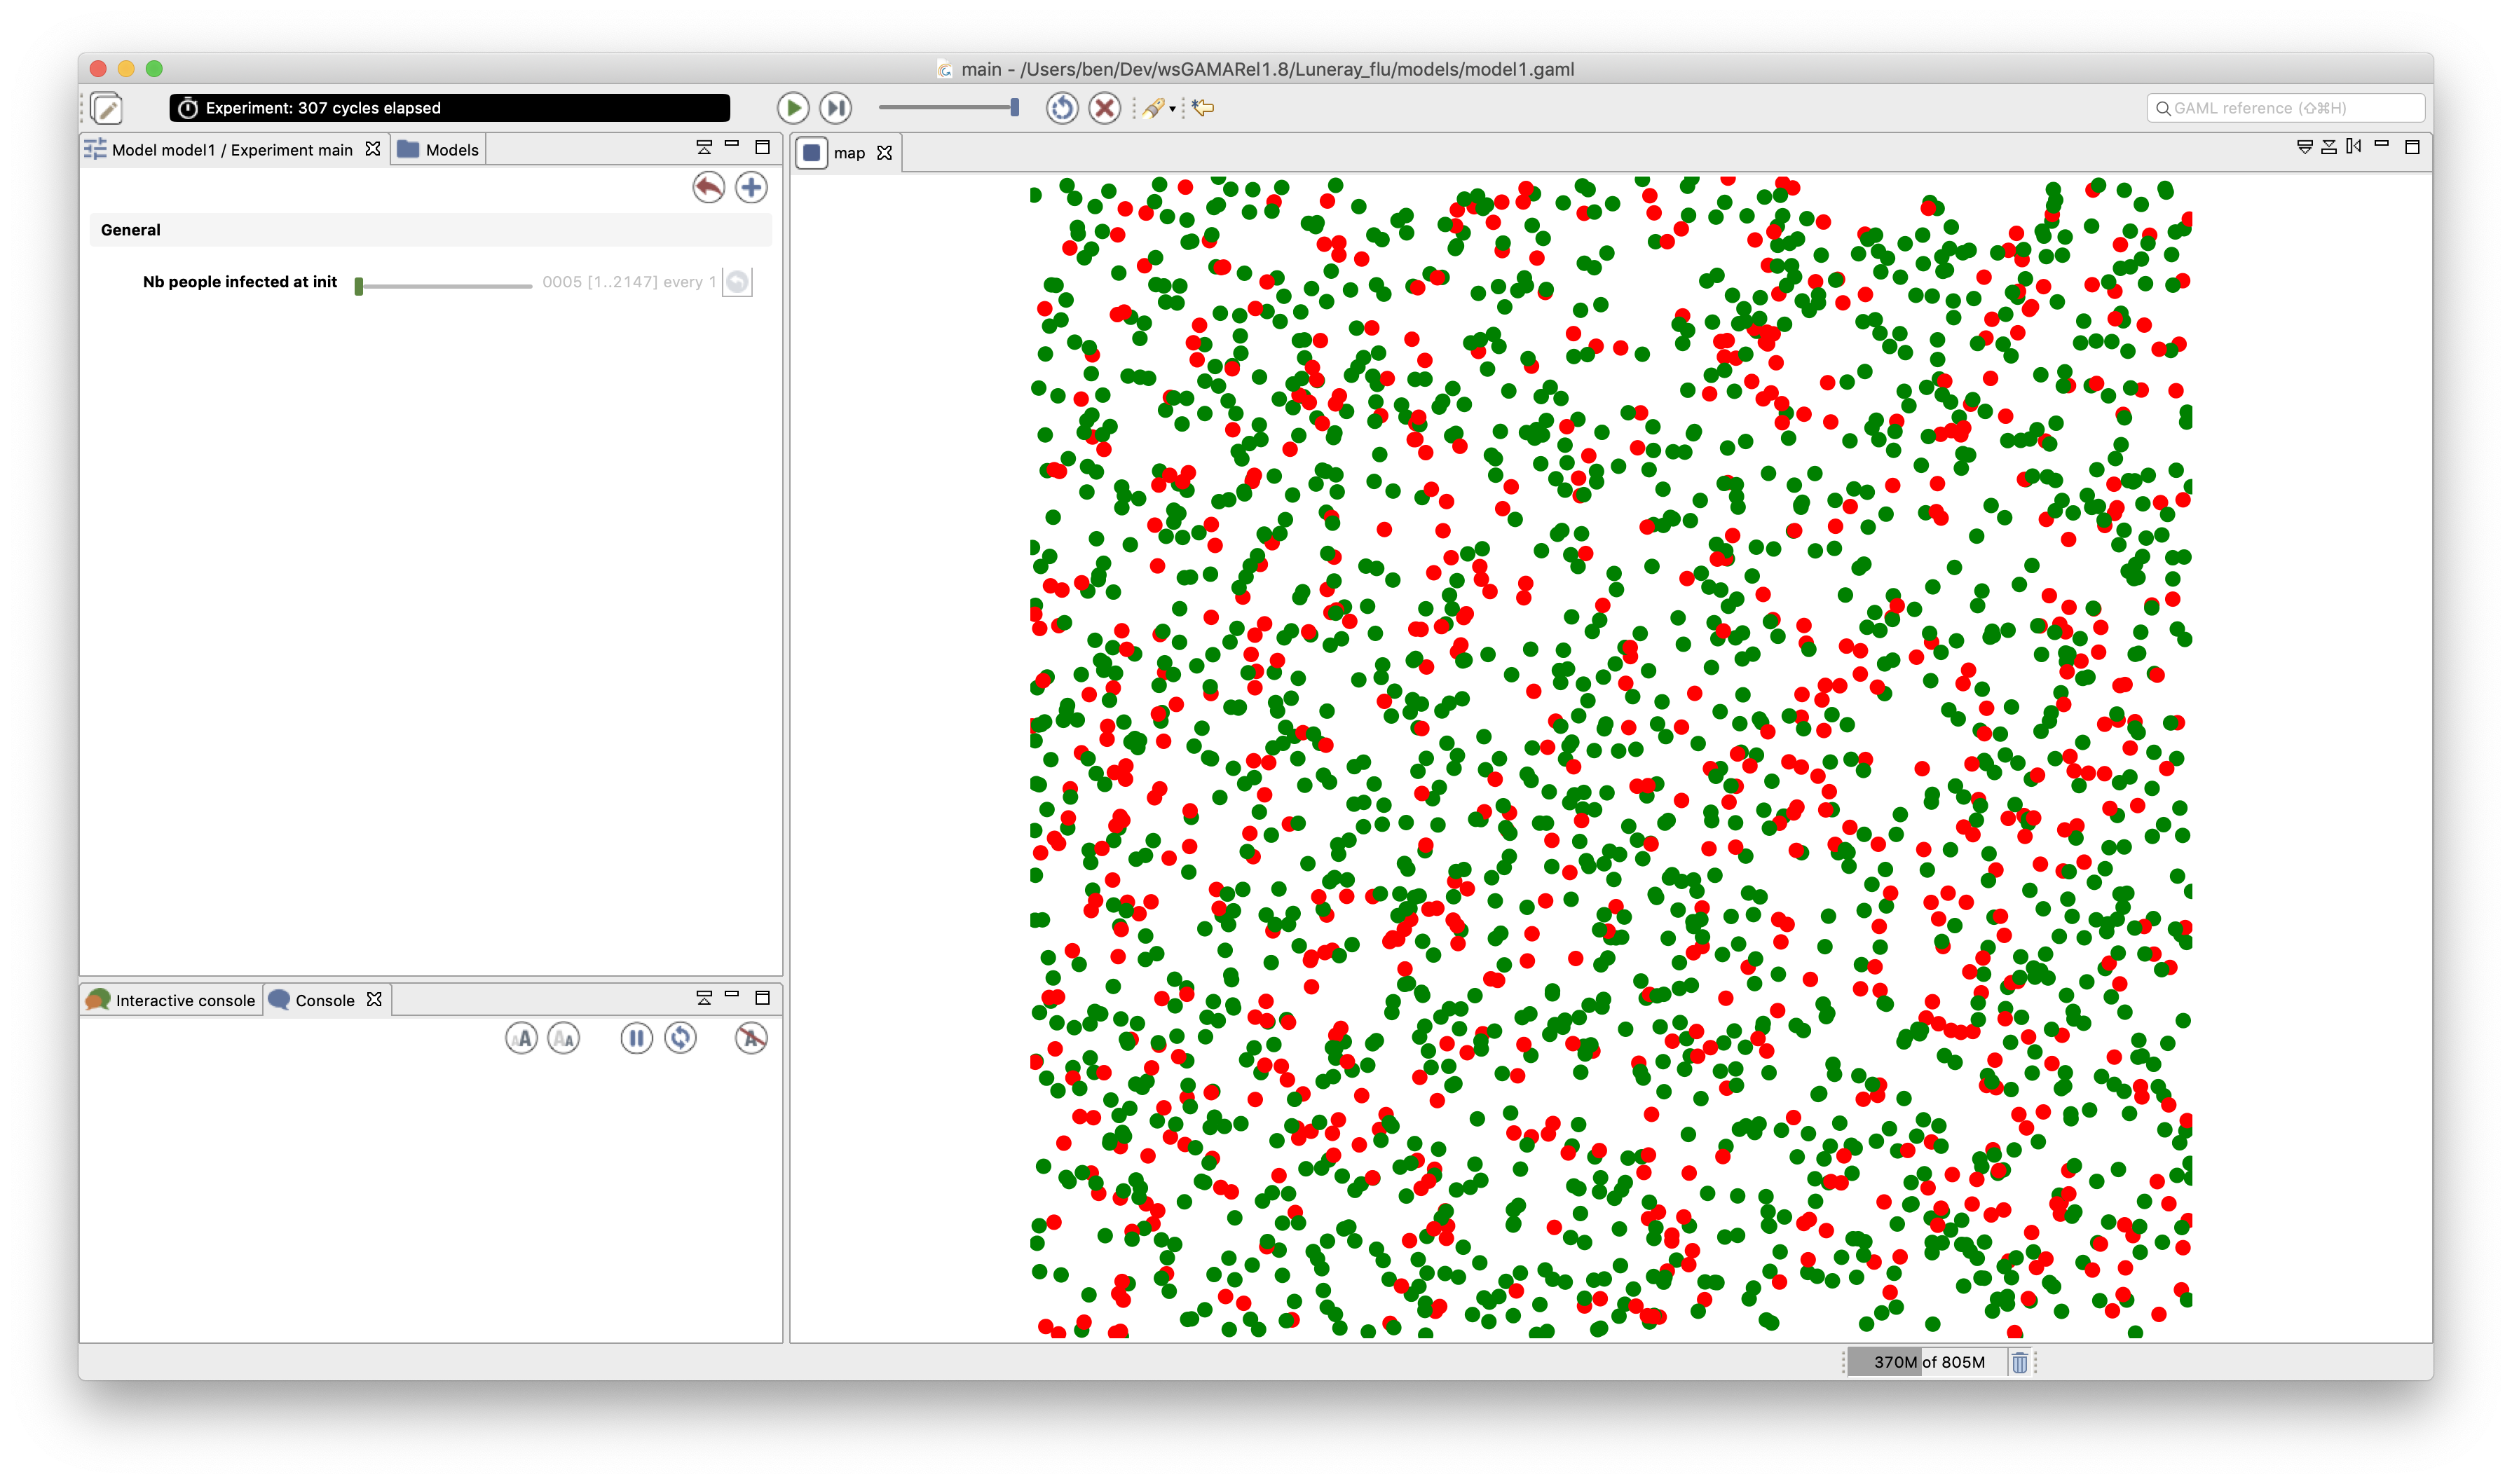 main - /Users/ben/Dev/wsGAMARel1.8/Luneray_flu/models/model1.gaml
Experiment: 307 cycles elapsed
GAML reference (⇧⌘H)
Model model1 / Experiment main
Models
map
General
Nb people infected at init
0005 [1..2147] every 1
Interactive console
Console
370M of 805M